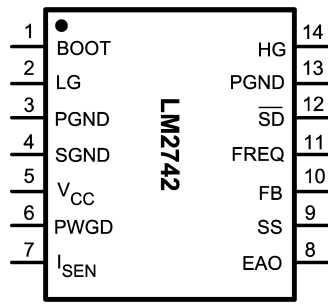 1 BOOT HG 14
2 LG PGND 13
3 PGND S̅D̅ 12
4 SGND FREQ 11
5 VCC FB 10
6 PWGD SS 9
7 ISEN EAO 8
LM2742